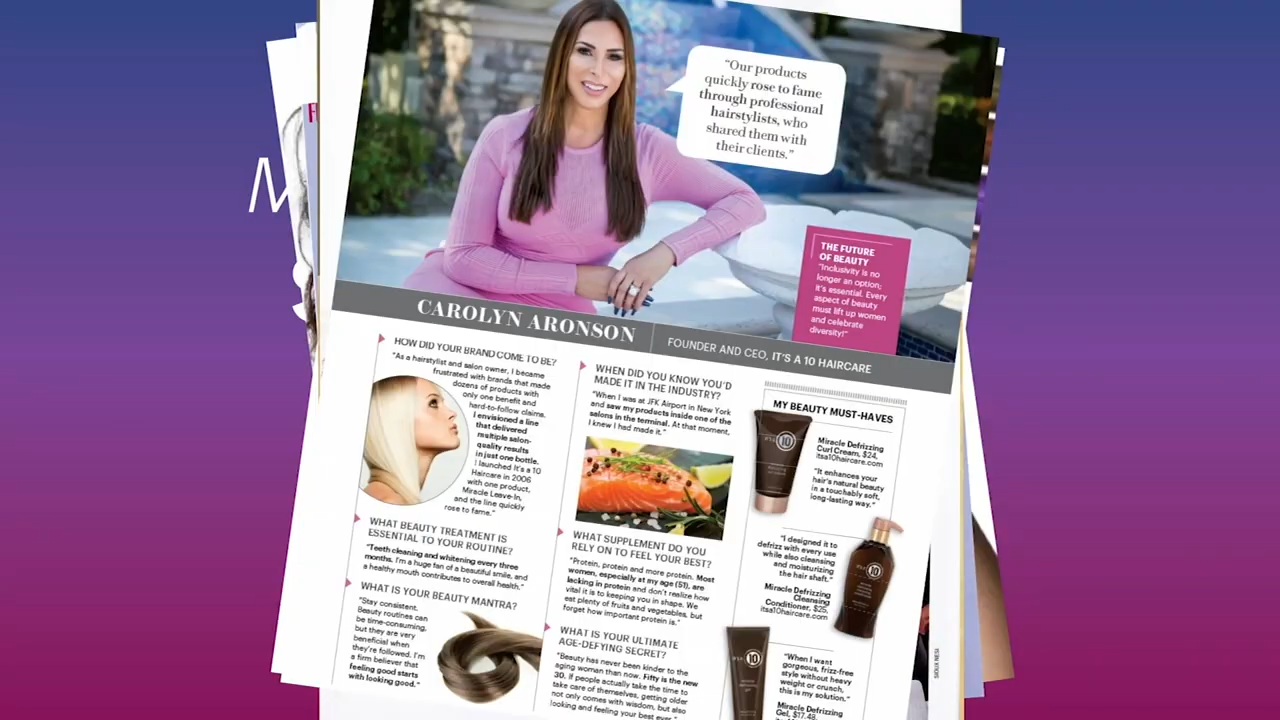 M
H
“Our products
quickly rose to fame
through professional
hairstylists, who
shared them with
their clients.”
THE FUTURE
OF BEAUTY
“Inclusivity is no
longer an option;
it’s essential. Every
aspect of beauty
must lift up women
and celebrate
diversity!”
CAROLYN ARONSON
FOUNDER AND CEO, IT’S A 10 HAIRCARE
HOW DID YOUR BRAND COME TO BE?
“As a hairstylist and salon owner, I became
frustrated with brands that made
dozens of products with
only one benefit and
hard-to-follow claims.
I envisioned a line
that delivered
multiple salon-
quality results
in just one bottle.
I launched It’s a 10
Haircare in 2006
with one product,
Miracle Leave-In,
and the line quickly
rose to fame.”
WHAT BEAUTY TREATMENT IS
ESSENTIAL TO YOUR ROUTINE?
“Teeth cleaning and whitening every three
months. I’m a huge fan of a beautiful smile, and
a healthy mouth contributes to overall health.”
WHAT IS YOUR BEAUTY MANTRA?
“Stay consistent.
Beauty routines can
be time-consuming,
but they are very
beneficial when
they’re followed. I’m
a firm believer that
feeling good starts
with looking good.”
WHEN DID YOU KNOW YOU’D
MADE IT IN THE INDUSTRY?
“When I was at JFK Airport in New York
and saw my products inside one of the
salons in the terminal. At that moment,
I knew I had made it.”
WHAT SUPPLEMENT DO YOU
RELY ON TO FEEL YOUR BEST?
“Protein, protein and more protein. Most
women, especially at my age (51), are
lacking in protein and don’t realize how
vital it is to keeping you in shape. We
eat plenty of fruits and vegetables, but
forget how important protein is.”
WHAT IS YOUR ULTIMATE
AGE-DEFYING SECRET?
“Beauty has never been kinder to the
aging woman than now. Fifty is the new
30. If people actually take the time to
take care of themselves, getting older
not only comes with wisdom, but also
looking and feeling your best ever.”
MY BEAUTY MUST-HAVES
it's a 10
Miracle Defrizzing
Curl Cream, $24,
itsa10haircare.com
“It enhances your
hair’s natural beauty
in a touchably soft,
long-lasting way.”
“I designed it to
defrizz with every use
while also cleansing
and moisturizing
the hair shaft.”
Miracle Defrizzing
Cleansing
Conditioner, $25,
itsa10haircare.com
it's a 10
it's a 10
“When I want
gorgeous, frizz-free
style without heavy
weight or crunch,
this is my solution.”
Miracle Defrizzing
Gel, $17.48,
SIOUX NESI